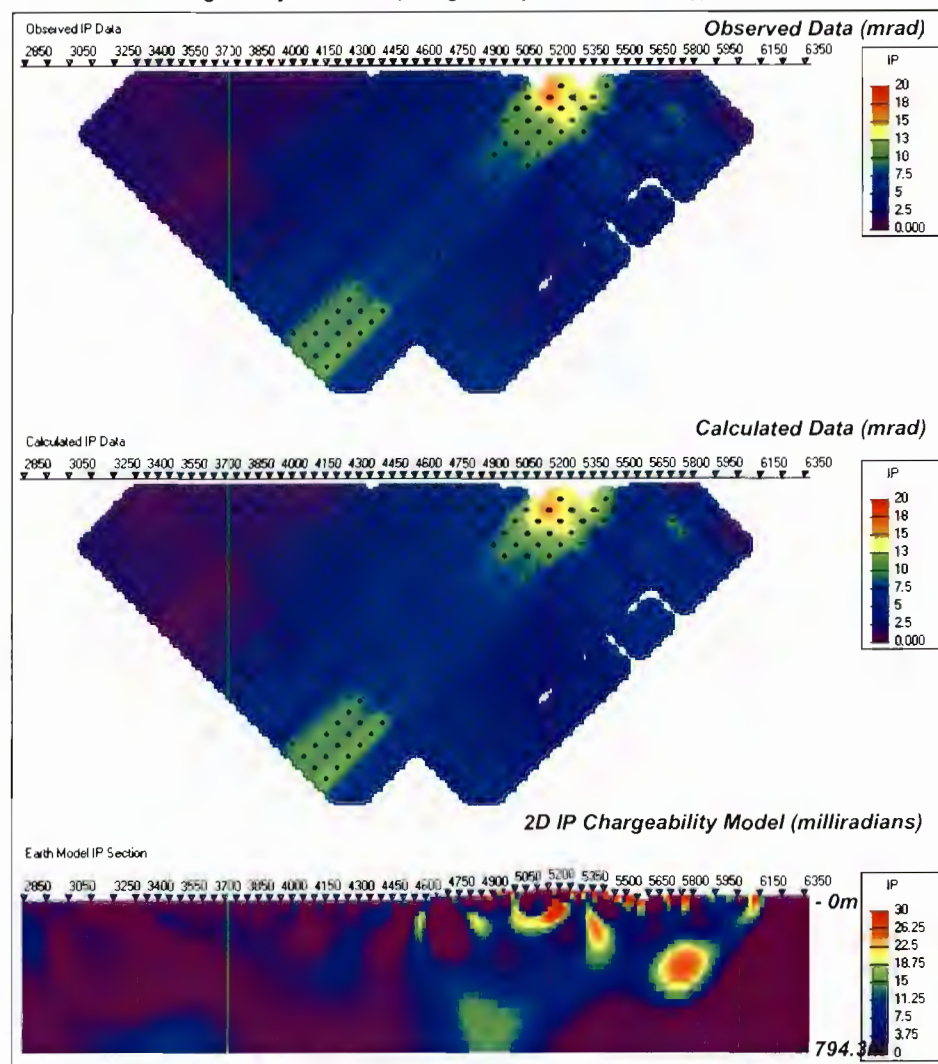 Observed IP Data
Observed Data (mrad)
2850 3050 3250 3400 3550 3700 3850 4000 4150 4300 4450 4600 4750 4900 5050 5200 5350 5500 5650 5800 5950 6150 6350
IP
20
18
15
13
10
7.5
5
2.5
0.000
Calculated Data (mrad)
Calculated IP Data
2850 3050 3250 3400 3550 3700 3850 4000 4150 4300 4450 4600 4750 4900 5050 5200 5350 5500 5650 5800 5950 6150 6350
IP
20
18
15
13
10
7.5
5
2.5
0.000
2D IP Chargeability Model (milliradians)
Earth Model IP Section
2850 3050 3250 3400 3550 3700 3850 4000 4150 4300 4450 4600 4750 4900 5050 5200 5350 5500 5650 5800 5950 6150 6350
- 0m
IP
30
26.25
22.5
18.75
15
11.25
7.5
3.75
0